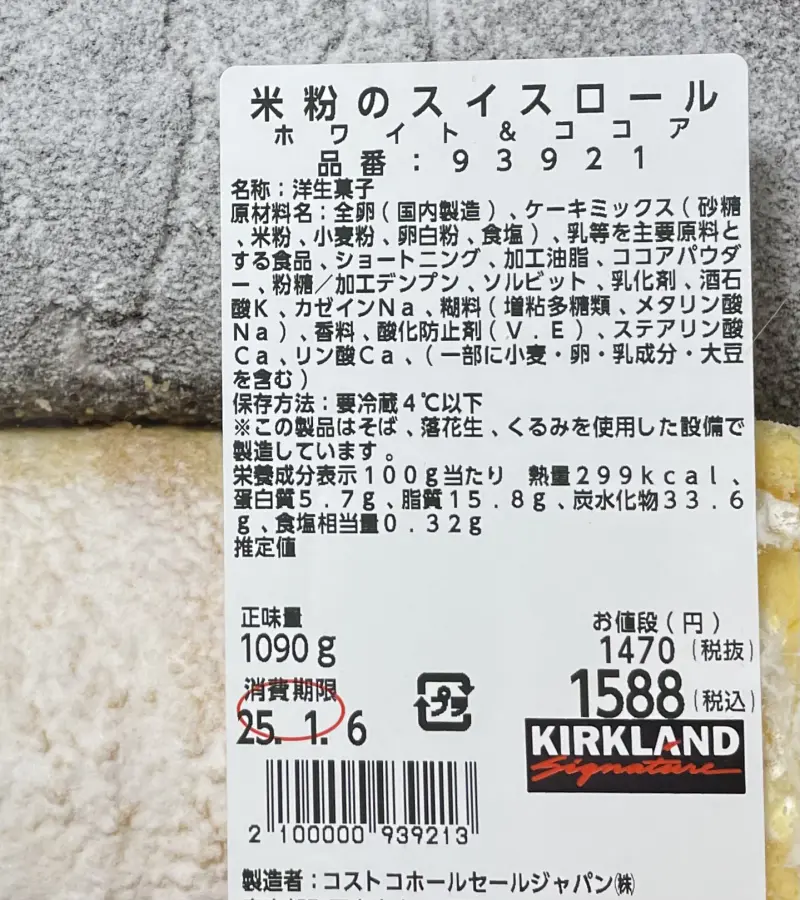 米粉のスイスロール
ホワイト&ココア
品番:93921
名称:洋生菓子
原材料名:全卵(国内製造)、ケーキミックス(砂糖
、米粉、小麦粉、卵白粉、食塩)、乳等を主要原料と
する食品、ショートニング、加工油脂、ココアパウダ
ー、粉糖/加工デンプン、ソルビット、乳化剤、酒石
酸K、カゼインNa、糊料(増粘多糖類、メタリン酸
Na)、香料、酸化防止剤(V.E)、ステアリン酸
Ca、リン酸Ca、(一部に小麦・卵・乳成分・大豆
を含む)
保存方法:要冷蔵4℃以下
※この製品はそば、落花生、くるみを使用した設備で
製造しています。
栄養成分表示100g当たり 熱量299kcal、
蛋白質5.7g、脂質15.8g、炭水化物33.6
g、食塩相当量0.32g
推定値
正味量
1090g
お値段(円)
1470(税抜)
消費期限
25. 1. 6
プラ
1588(税込)
KIRKLAND
Signature
2 100000 939213
製造者:コストコホールセールジャパン㈱